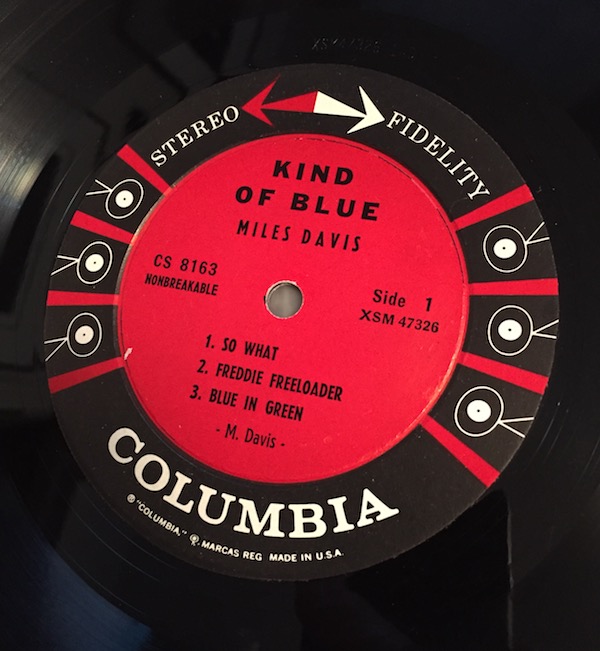 STEREO FIDELITY
KIND
OF BLUE
MILES DAVIS
CS 8163
NONBREAKABLE
Side 1
XSM 47326
1. SO WHAT
2. FREDDIE FREELOADER
3. BLUE IN GREEN
- M. Davis -
COLUMBIA
® "COLUMBIA," ®, MARCAS REG. MADE IN U.S.A.